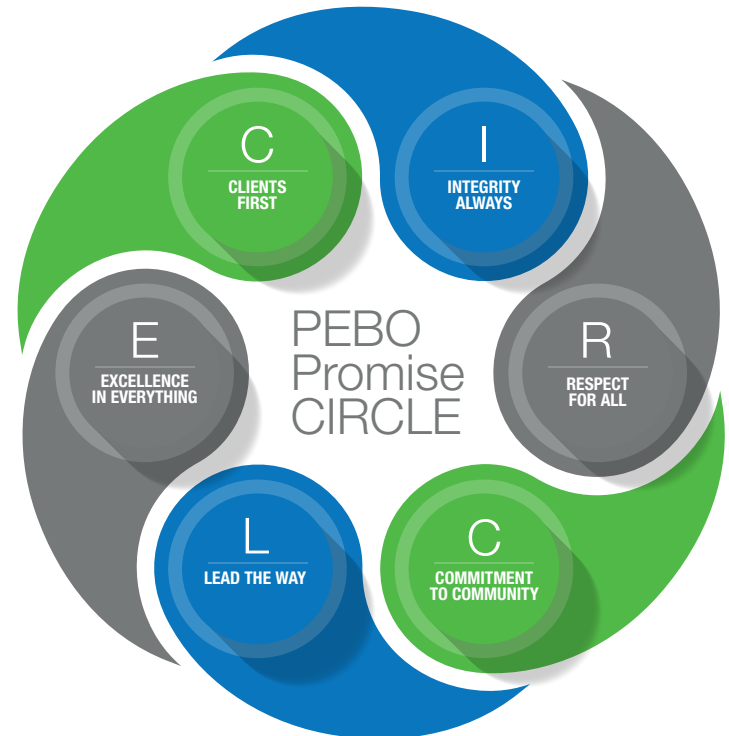 C
CLIENTS
FIRST
I
INTEGRITY
ALWAYS
R
RESPECT
FOR ALL
C
COMMITMENT
TO COMMUNITY
L
LEAD THE WAY
E
EXCELLENCE
IN EVERYTHING
PEBO
Promise
CIRCLE